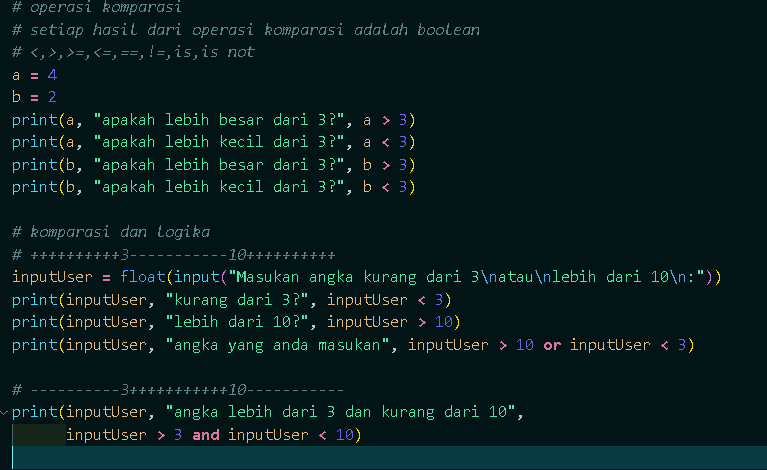 # operasi komparasi
# setiap hasil dari operasi komparasi adalah boolean
# <,>,>=,<=,==,!=,is,is not
a = 4
b = 2
print(a, "apakah lebih besar dari 3?", a > 3)
print(a, "apakah lebih kecil dari 3?", a < 3)
print(b, "apakah lebih besar dari 3?", b > 3)
print(b, "apakah lebih kecil dari 3?", b < 3)
# komparasi dan logika
# ++++++++++3-----------10++++++++++
inputUser = float(input("Masukan angka kurang dari 3\natau\nlebih dari 10\n:"))
print(inputUser, "kurang dari 3?", inputUser < 3)
print(inputUser, "lebih dari 10?", inputUser > 10)
print(inputUser, "angka yang anda masukan", inputUser > 10 or inputUser < 3)
# ----------3+++++++++++10-----------
print(inputUser, "angka lebih dari 3 dan kurang dari 10",
inputUser > 3 and inputUser < 10)